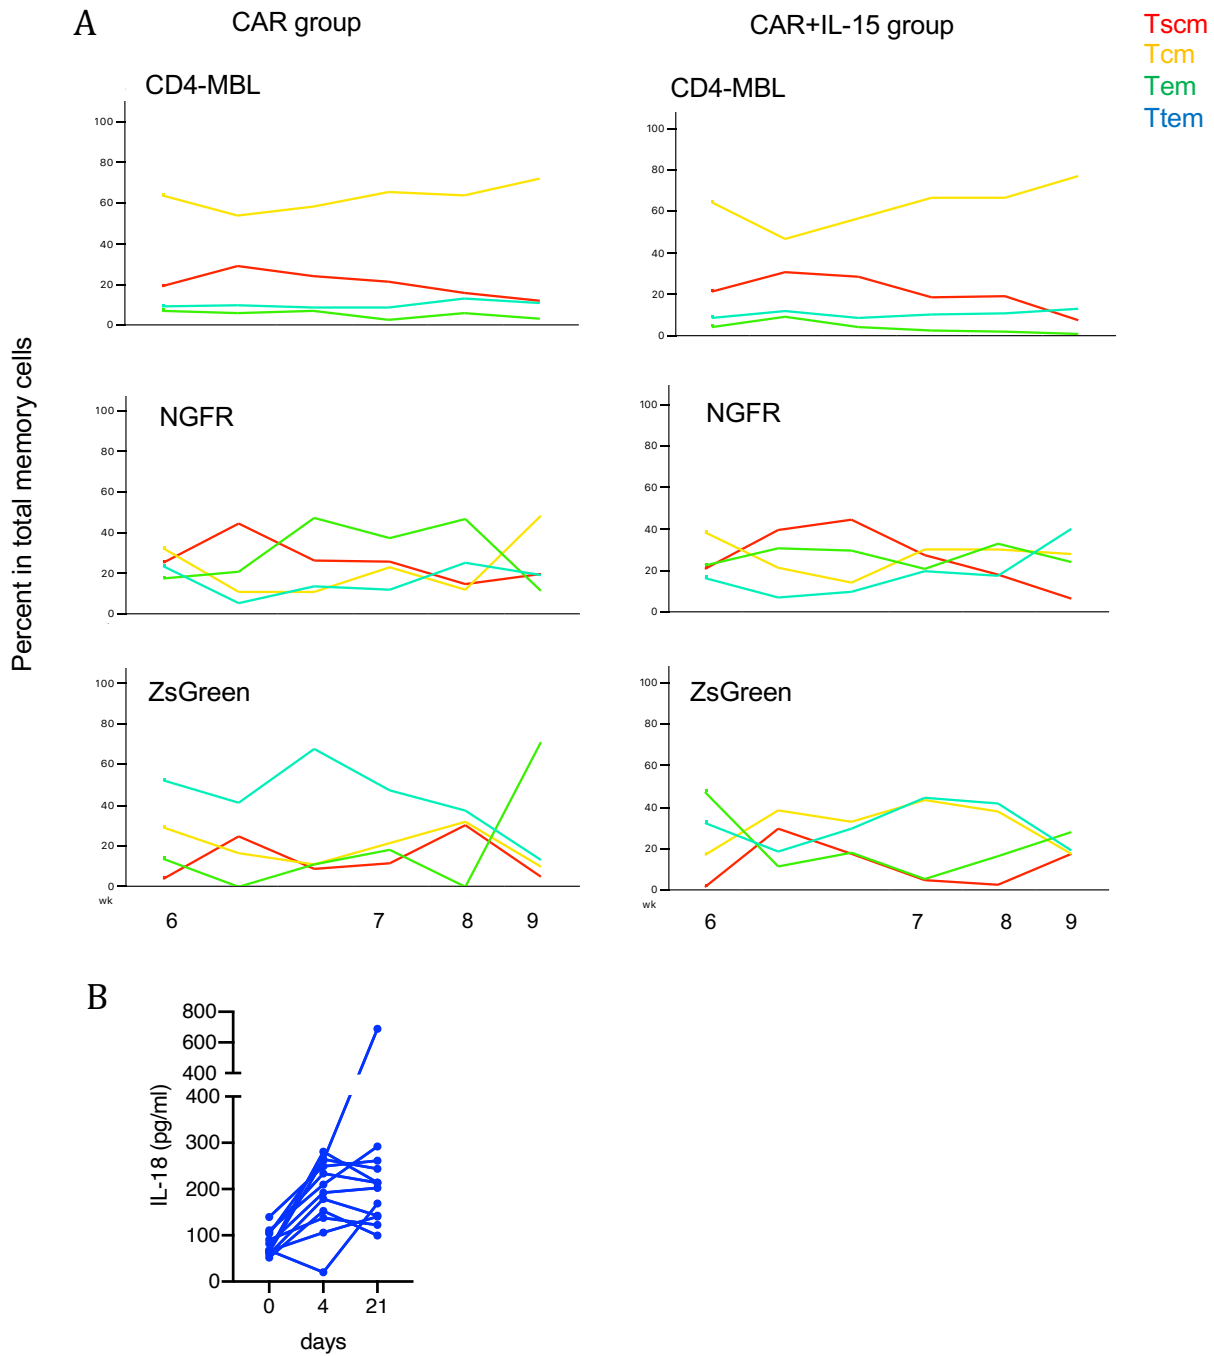 A
CAR group
CAR+IL-15 group
Tscm
Tcm
Tem
Ttem
Percent in total memory cells
CD4-MBL
100
80
60
40
20
0
CD4-MBL
100
80
60
40
20
0
NGFR
100
80
60
40
20
0
NGFR
100
80
60
40
20
0
ZsGreen
100
80
60
40
20
0
wk
6
7
8
9
ZsGreen
100
80
60
40
20
0
wk
6
7
8
9
B
IL-18 (pg/ml)
800
600
400
400
300
200
100
0
0
4
21
days